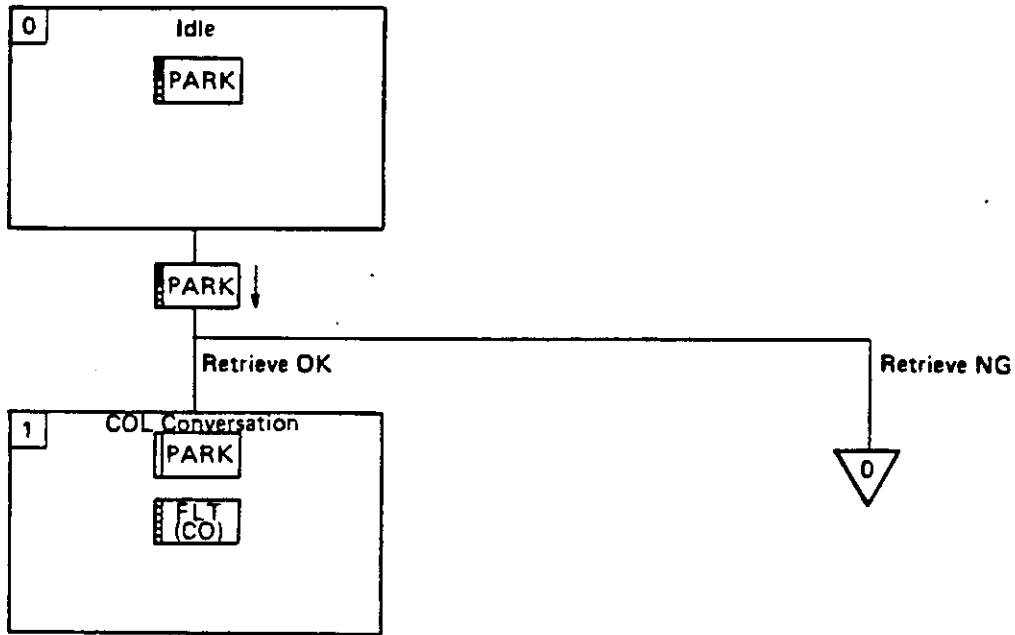 0
Idle
PARK
PARK
Retrieve OK
Retrieve NG
1
COL Conversation
PARK
0
FLT
(CO)